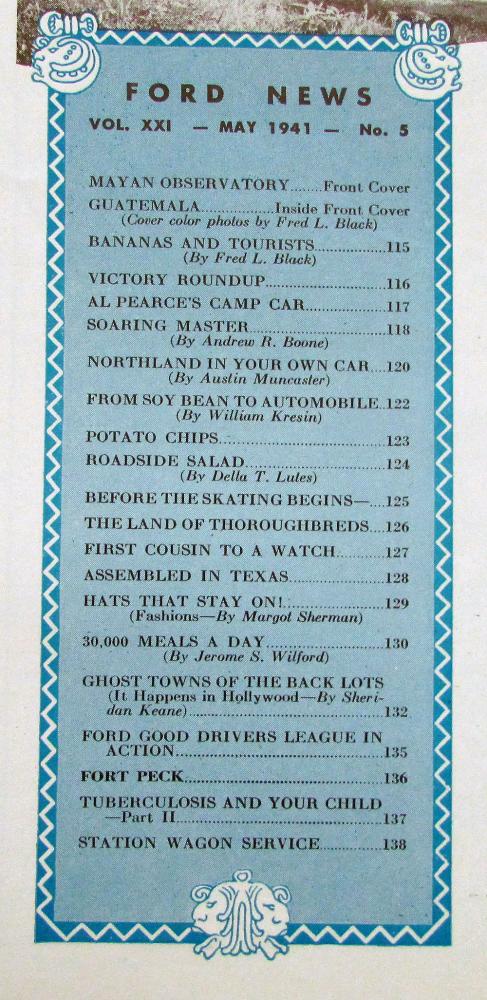 FORD NEWS
VOL. XXI — MAY 1941 — No. 5
MAYAN OBSERVATORY........Front Cover
GUATEMALA..................Inside Front Cover
(Cover color photos by Fred L. Black)
BANANAS AND TOURISTS.................115
(By Fred L. Black)
VICTORY ROUNDUP.............................116
AL PEARCE'S CAMP CAR....................117
SOARING MASTER.................................118
(By Andrew R. Boone)
NORTHLAND IN YOUR OWN CAR....120
(By Austin Muncaster)
FROM SOY BEAN TO AUTOMOBILE..122
(By William Kresin)
POTATO CHIPS.......................................123
ROADSIDE SALAD..................................124
(By Della T. Lutes)
BEFORE THE SKATING BEGINS—....125
THE LAND OF THOROUGHBREDS....126
FIRST COUSIN TO A WATCH............127
ASSEMBLED IN TEXAS.......................128
HATS THAT STAY ON!.........................129
(Fashions—By Margot Sherman)
30,000 MEALS A DAY............................130
(By Jerome S. Wilford)
GHOST TOWNS OF THE BACK LOTS
(It Happens in Hollywood—By Sheri-
dan Keane)..............................................132
FORD GOOD DRIVERS LEAGUE IN
ACTION.................................................135
FORT PECK.............................................136
TUBERCULOSIS AND YOUR CHILD
—Part II.................................................137
STATION WAGON SERVICE...............138